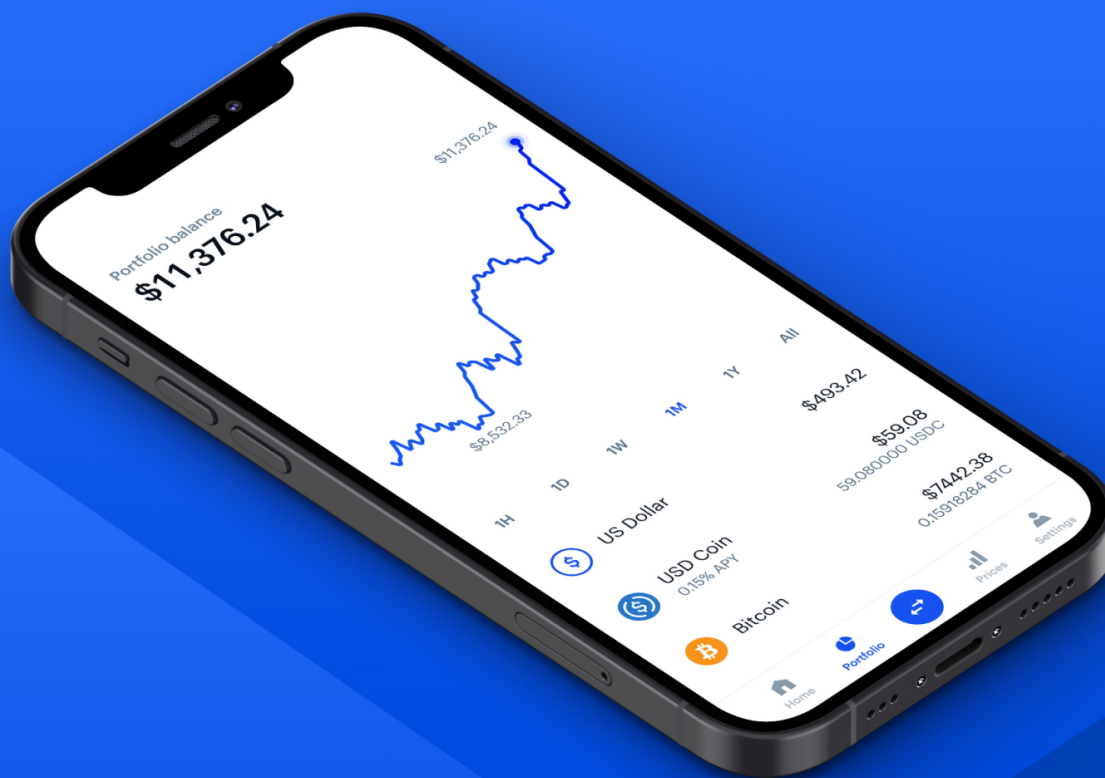 Portfolio balance
$11,376.24
$11,376.24
$8,532.33
1H
1D
1W
1M
1Y
All
US Dollar
$493.42
USD Coin
$59.08
0.15% APY
59.080000 USDC
Bitcoin
$7442.38
0.15918284 BTC
Home
Portfolio
Prices
Settings